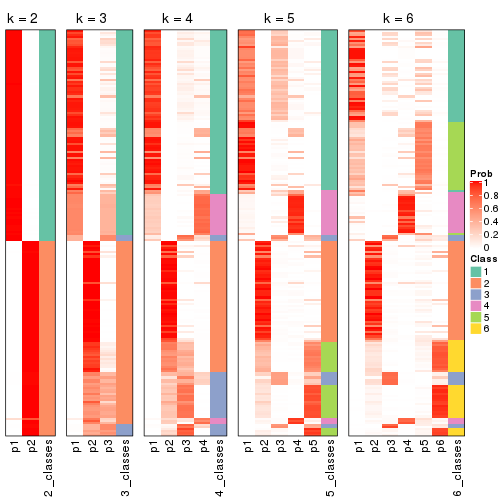 k = 2
k = 3
k = 4
k = 5
k = 6
Prob
1
0.8
0.6
0.4
0.2
0
Class
1
2
3
4
5
6
p1
p2
2_classes
p1
p2
p3
3_classes
p1
p2
p3
p4
4_classes
p1
p2
p3
p4
p5
5_classes
p1
p2
p3
p4
p5
p6
6_classes